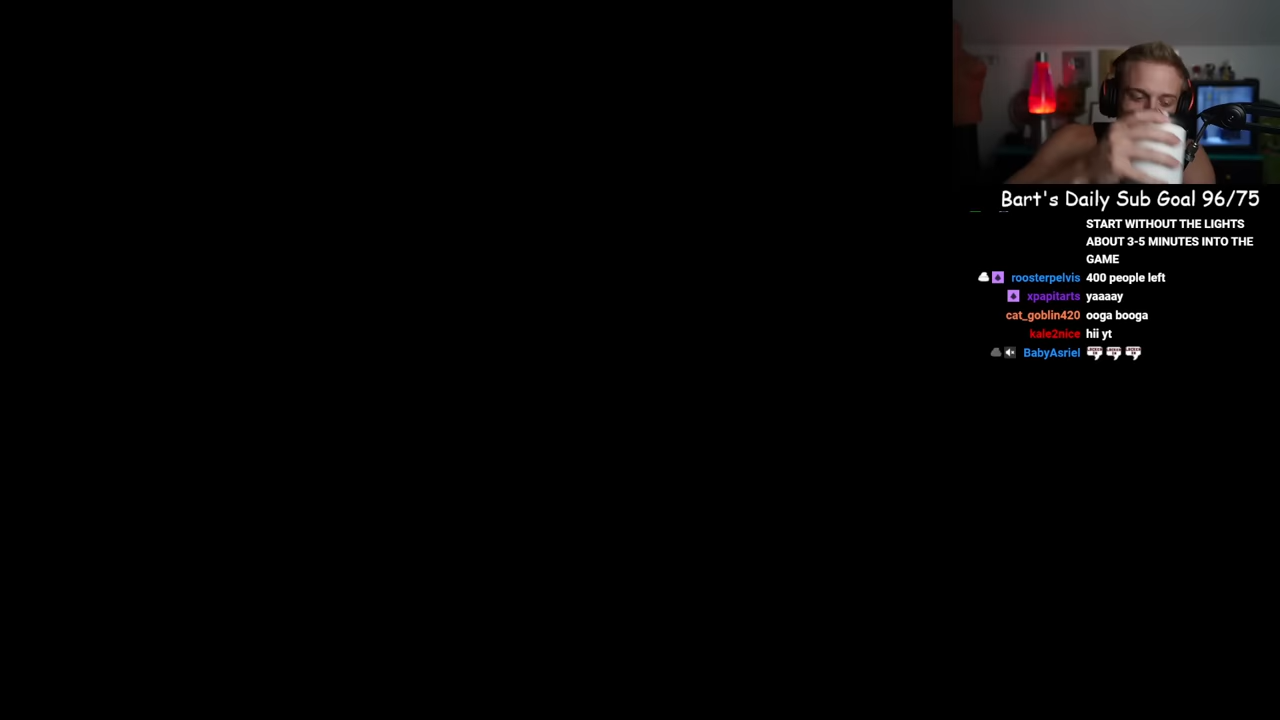 Bart's Daily Sub Goal 96/75
START WITHOUT THE LIGHTS
ABOUT 3-5 MINUTES INTO THE
GAME
roosterpelvis 400 people left
xpapitarts yaaaay
cat_goblin420 ooga booga
kale2nice hii yt
BabyAsriel